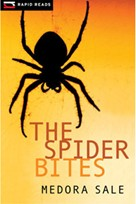 RAPID READS
THE
SPIDER
BITES
MEDORA SALE